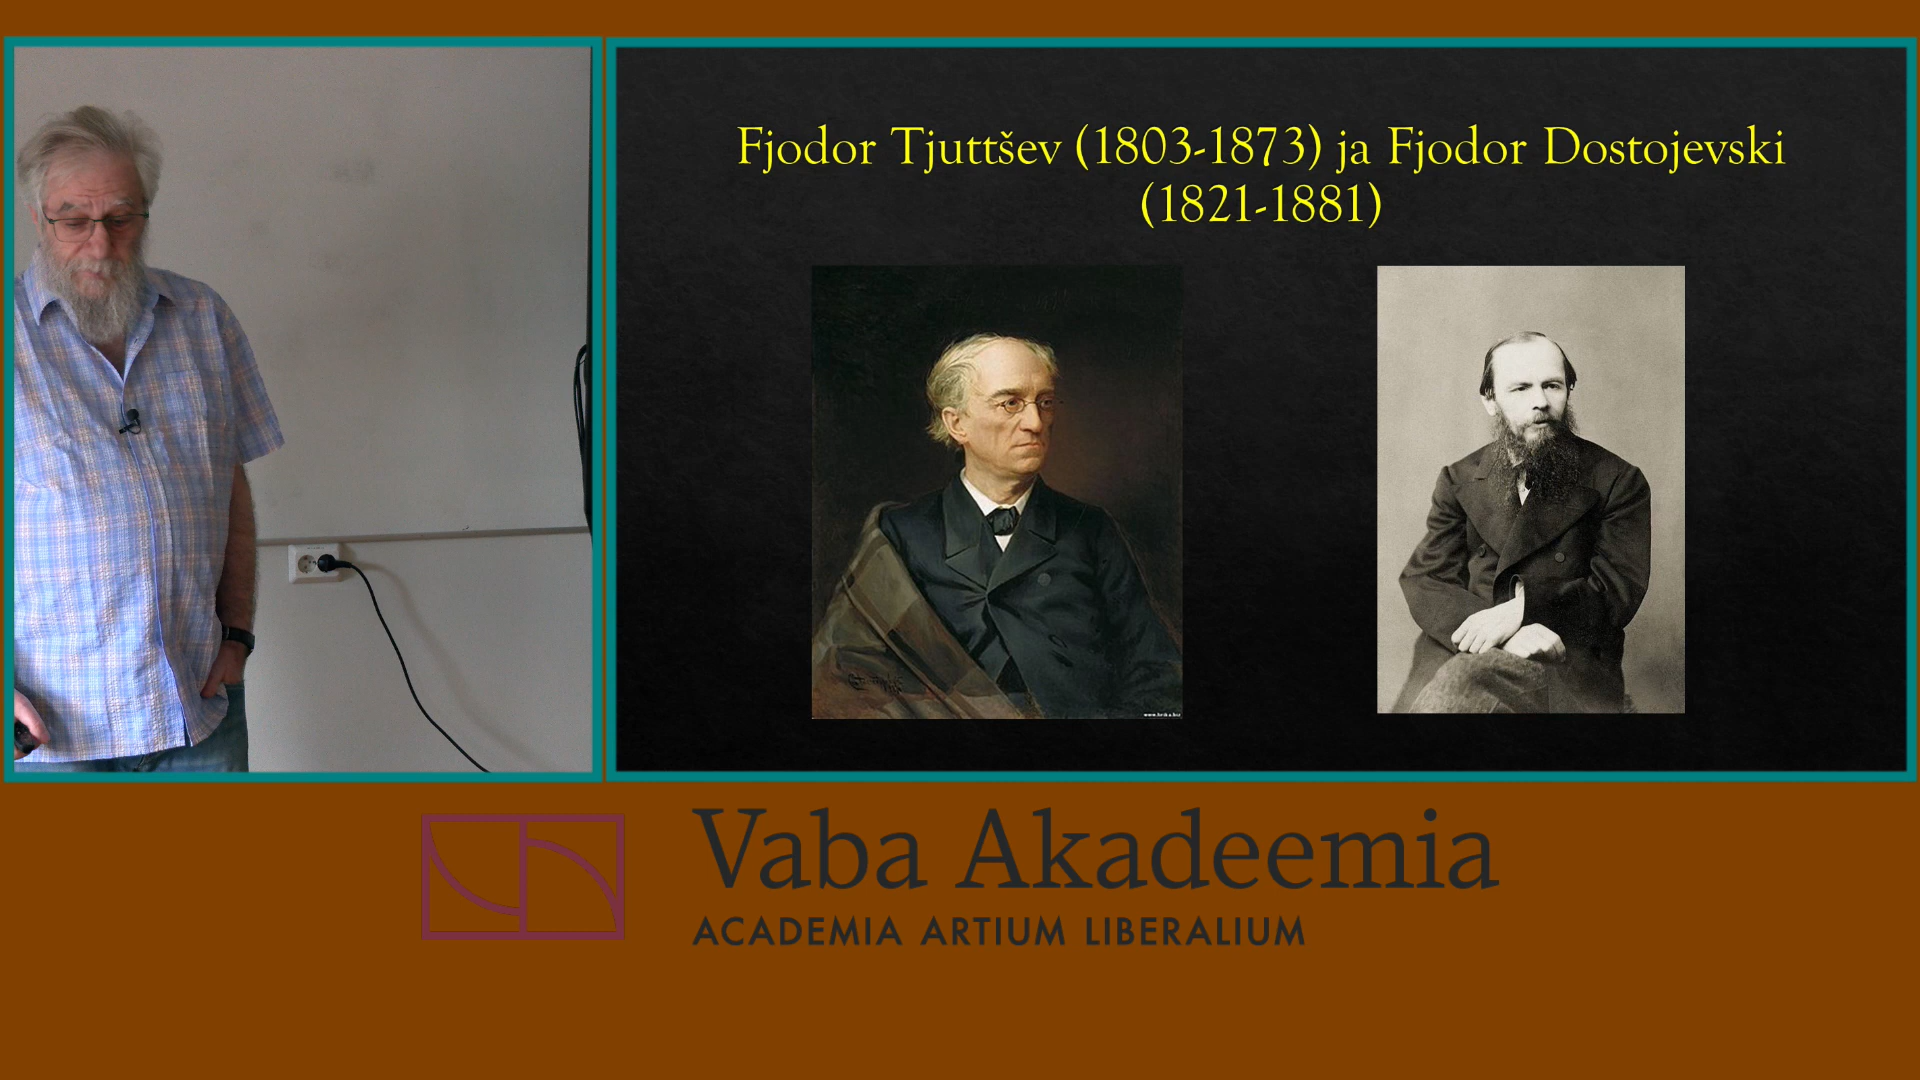 Fjodor Tjuttšev (1803-1873) ja Fjodor Dostojevski
(1821-1881)
Vaba Akadeemia
ACADEMIA ARTIUM LIBERALIUM